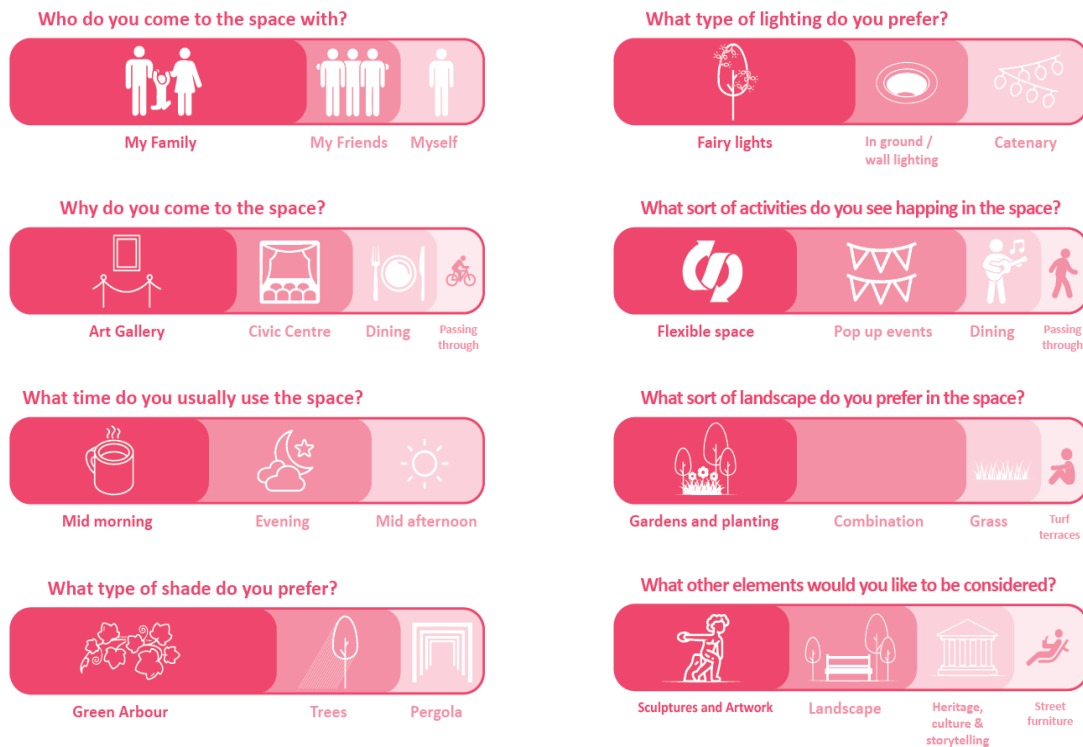 Who do you come to the space with?
My Family
My Friends
Myself
Why do you come to the space?
Art Gallery
Civic Centre
Dining
Passing
through
What time do you usually use the space?
Mid morning
Evening
Mid afternoon
What type of shade do you prefer?
Green Arbour
Trees
Pergola
What type of lighting do you prefer?
Fairy lights
In ground /
wall lighting
Catenary
What sort of activities do you see happing in the space?
Flexible space
Pop up events
Dining
Passing
through
What sort of landscape do you prefer in the space?
Gardens and planting
Combination
Grass
Turf
terraces
What other elements would you like to be considered?
Sculptures and Artwork
Landscape
Heritage,
culture &
storytelling
Street
furniture